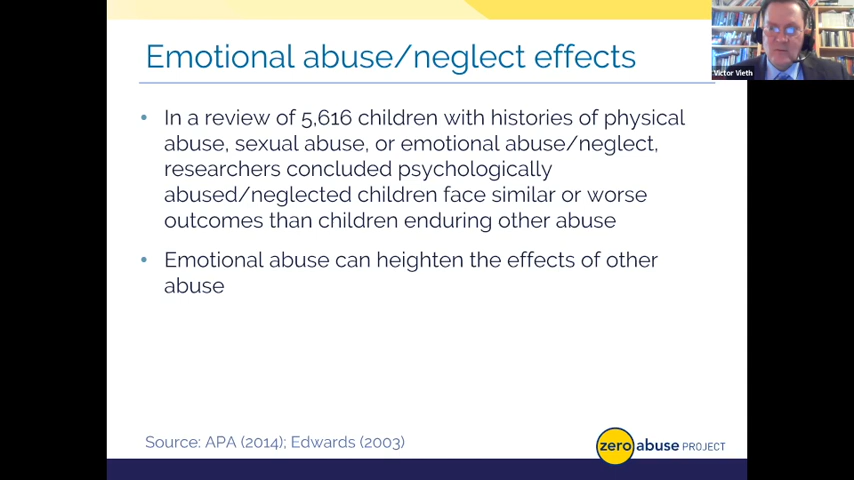 Emotional abuse/neglect effects
Victor Vieth
• In a review of 5,616 children with histories of physical
abuse, sexual abuse, or emotional abuse/neglect,
researchers concluded psychologically
abused/neglected children face similar or worse
outcomes than children enduring other abuse
• Emotional abuse can heighten the effects of other
abuse
Source: APA (2014); Edwards (2003)
zero abuse PROJECT